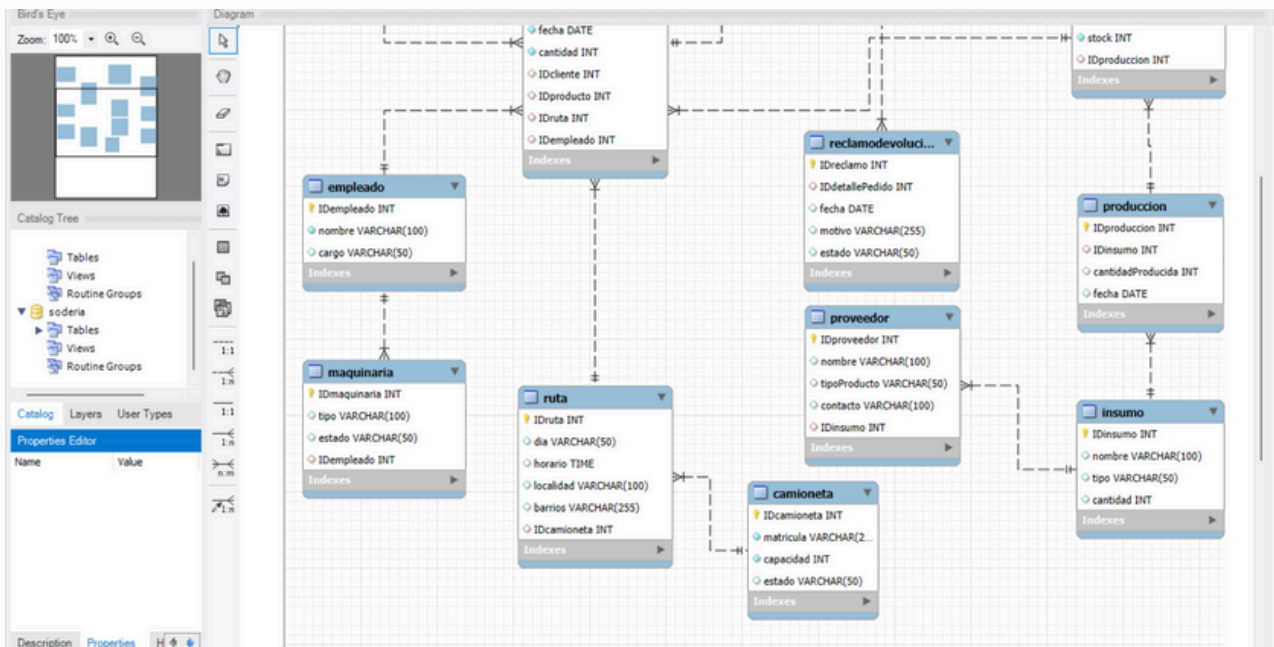 Bird's Eye
Zoom: 100%
Catalog Tree
Tables
Views
Routine Groups
soderia
Tables
Views
Routine Groups
Catalog Layers User Types
Properties Editor
Name Value
Description Properties H
Diagram
1:1
1:n
1:1
1:n
n:m
1:n
fecha DATE
cantidad INT
IDcliente INT
IDproducto INT
IDruta INT
IDempleado INT
Indexes
stock INT
IDproduccion INT
Indexes
empleado
IDempleado INT
nombre VARCHAR(100)
cargo VARCHAR(50)
Indexes
reclamodevoluci...
IDreclamo INT
IDdetallePedido INT
fecha DATE
motivo VARCHAR(255)
estado VARCHAR(50)
Indexes
produccion
IDproduccion INT
IDinsumo INT
cantidadProducida INT
fecha DATE
Indexes
maquinaria
IDmaquinaria INT
tipo VARCHAR(100)
estado VARCHAR(50)
IDempleado INT
Indexes
ruta
IDruta INT
dia VARCHAR(50)
horario TIME
localidad VARCHAR(100)
barrios VARCHAR(255)
IDcamioneta INT
Indexes
proveedor
IDproveedor INT
nombre VARCHAR(100)
tipoProducto VARCHAR(50)
contacto VARCHAR(100)
IDinsumo INT
Indexes
camioneta
IDcamioneta INT
matricula VARCHAR(2...
capacidad INT
estado VARCHAR(50)
Indexes
insumo
IDinsumo INT
nombre VARCHAR(100)
tipo VARCHAR(50)
cantidad INT
Indexes